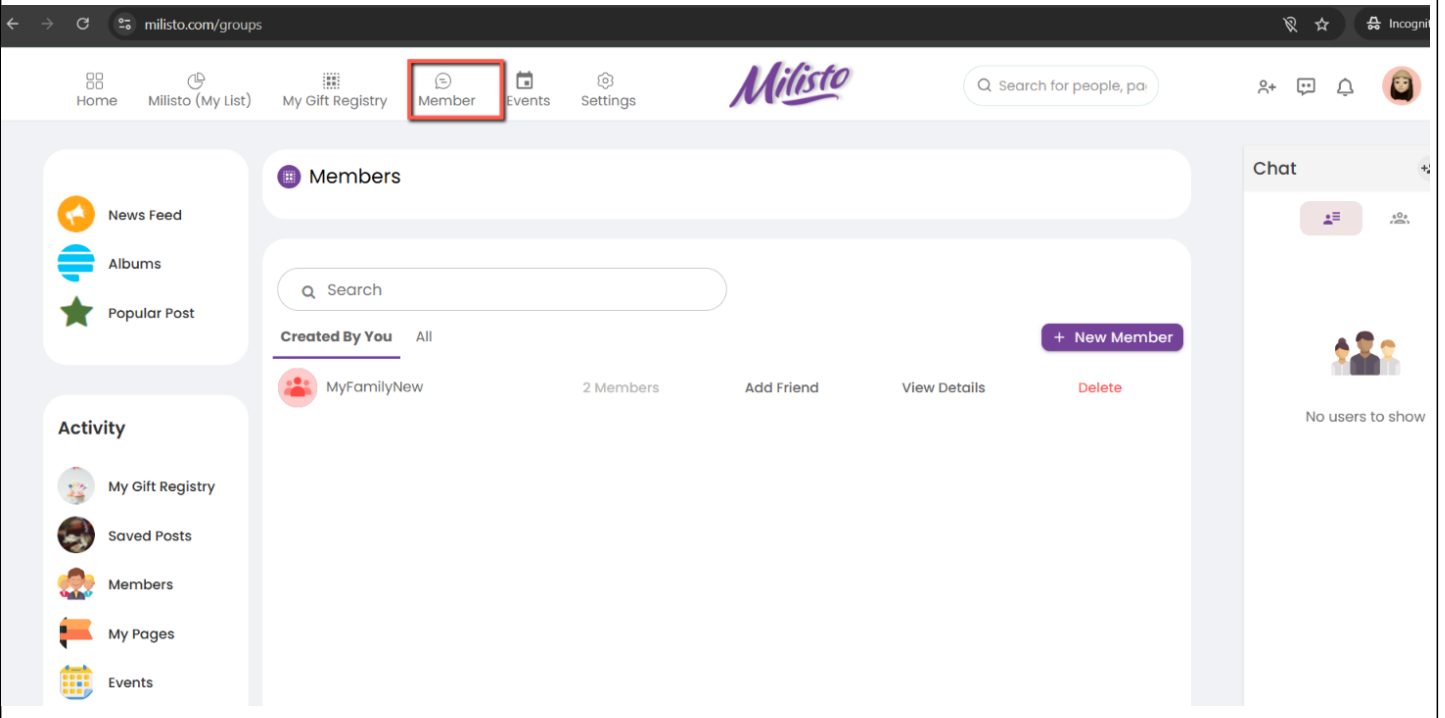 milisto.com/groups
Incogni
Home
Milisto (My List)
My Gift Registry
Member
Events
Settings
Milisto
Search for people, pa
News Feed
Albums
Popular Post
Activity
My Gift Registry
Saved Posts
Members
My Pages
Events
Members
Search
Created By You All
+ New Member
MyFamilyNew 2 Members Add Friend View Details Delete
Chat
No users to show